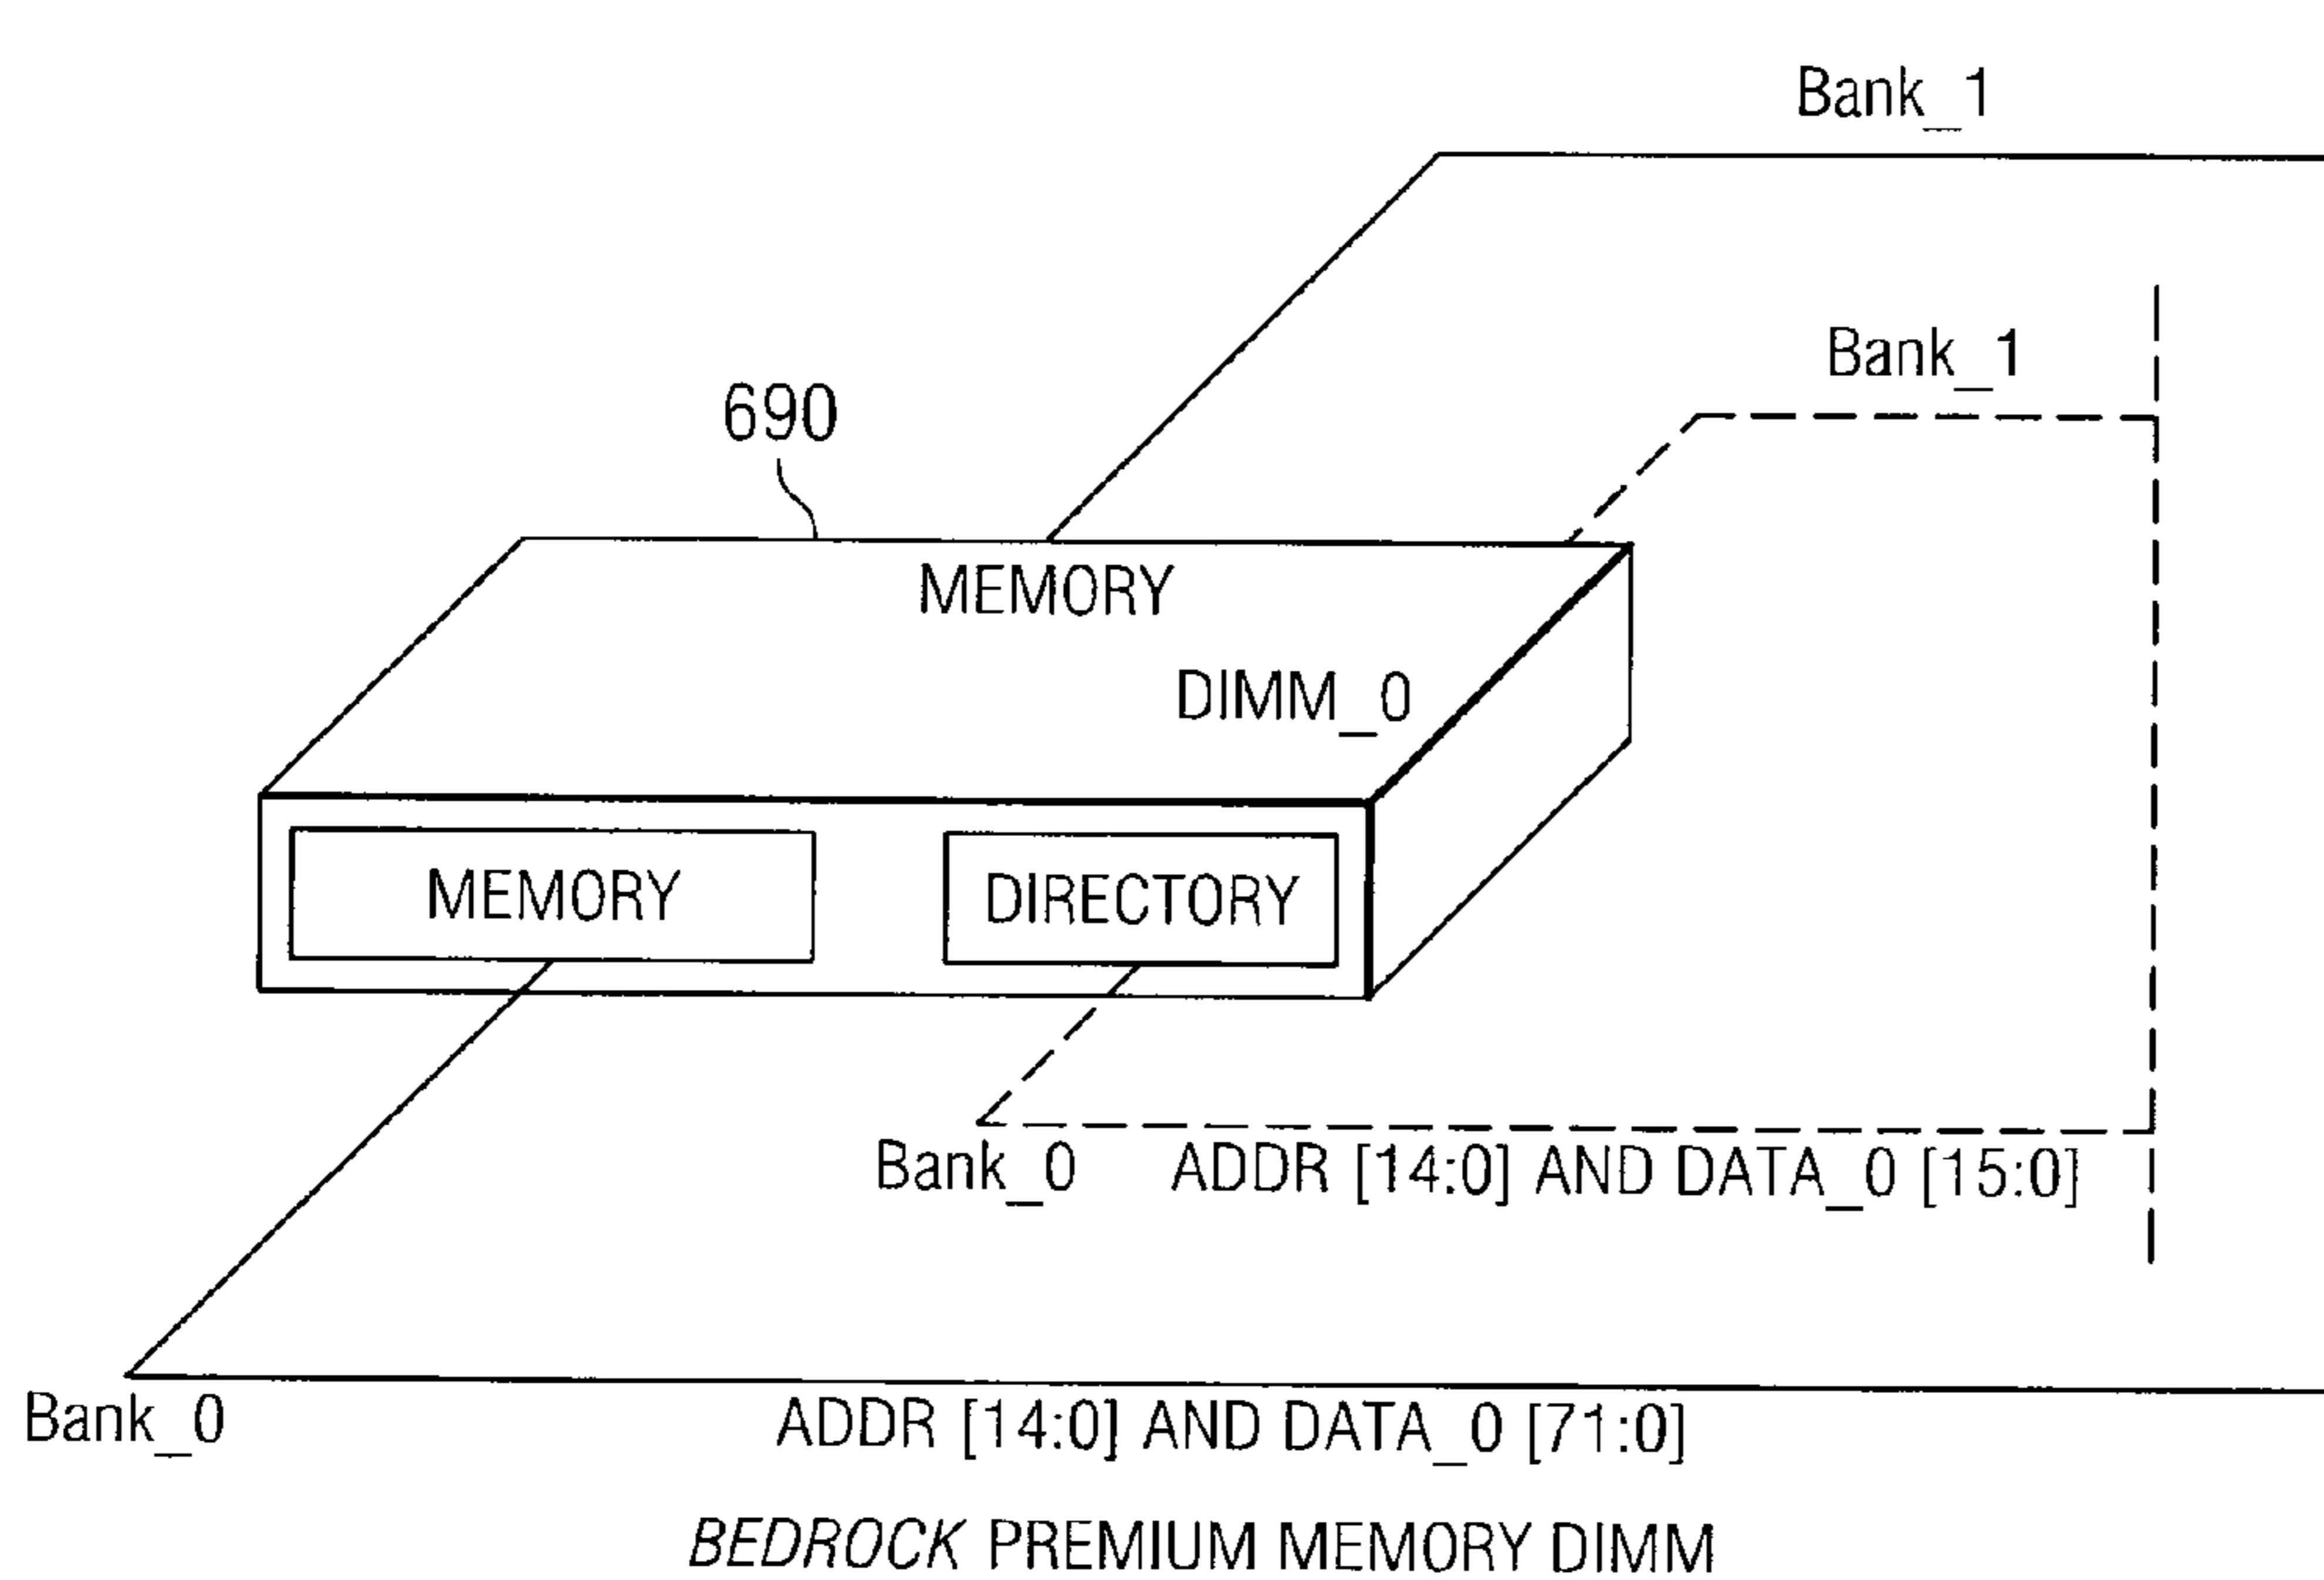 Bank_1
Bank_1
690
MEMORY
DIMM_0
MEMORY
DIRECTORY
Bank_0 ADDR [14:0] AND DATA_0 [15:0]
Bank_0
ADDR [14:0] AND DATA_0 [71:0]
BEDROCK PREMIUM MEMORY DIMM